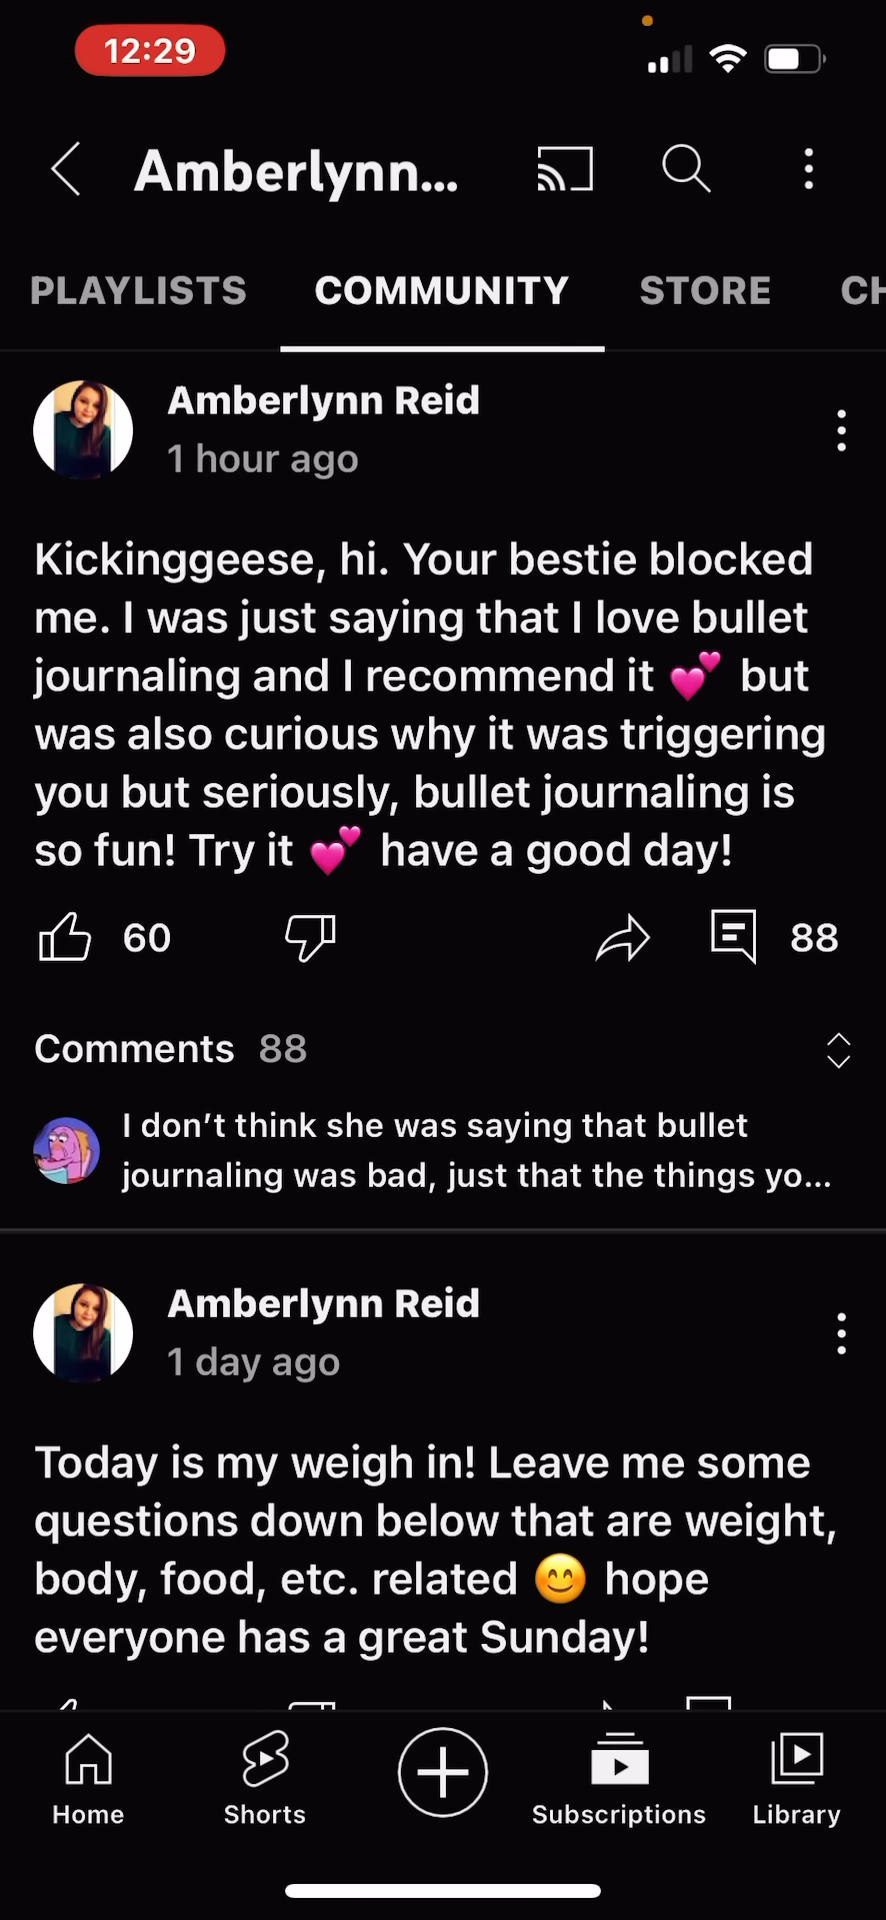 12:29
Amberlynn...
PLAYLISTS COMMUNITY STORE CH
Amberlynn Reid
1 hour ago
Kickinggeese, hi. Your bestie blocked
me. I was just saying that I love bullet
journaling and I recommend it 💕 but
was also curious why it was triggering
you but seriously, bullet journaling is
so fun! Try it 💕 have a good day!
60 88
Comments 88
I don't think she was saying that bullet
journaling was bad, just that the things yo...
Amberlynn Reid
1 day ago
Today is my weigh in! Leave me some
questions down below that are weight,
body, food, etc. related 😊 hope
everyone has a great Sunday!
Home Shorts Subscriptions Library